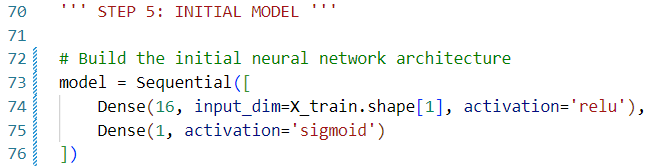 70 ''' STEP 5: INITIAL MODEL '''
71
72 # Build the initial neural network architecture
73 model = Sequential([
74     Dense(16, input_dim=X_train.shape[1], activation='relu'),
75     Dense(1, activation='sigmoid')
76 ])